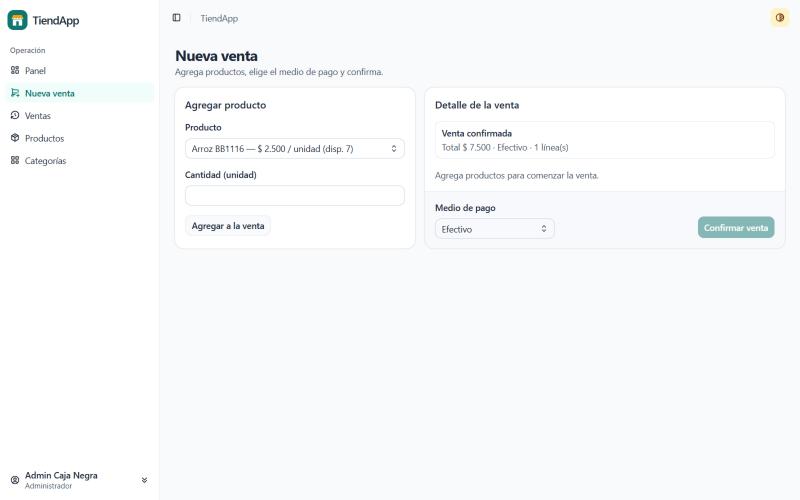 TiendApp
Operación
Panel
Nueva venta
Ventas
Productos
Categorías
Admin Caja Negra
Administrador
TiendApp
Nueva venta
Agrega productos, elige el medio de pago y confirma.
Agregar producto
Producto
Arroz BB1116 — $ 2.500 / unidad (disp. 7)
Cantidad (unidad)
Agregar a la venta
Detalle de la venta
Venta confirmada
Total $ 7.500 · Efectivo · 1 línea(s)
Agrega productos para comenzar la venta.
Medio de pago
Efectivo
Confirmar venta